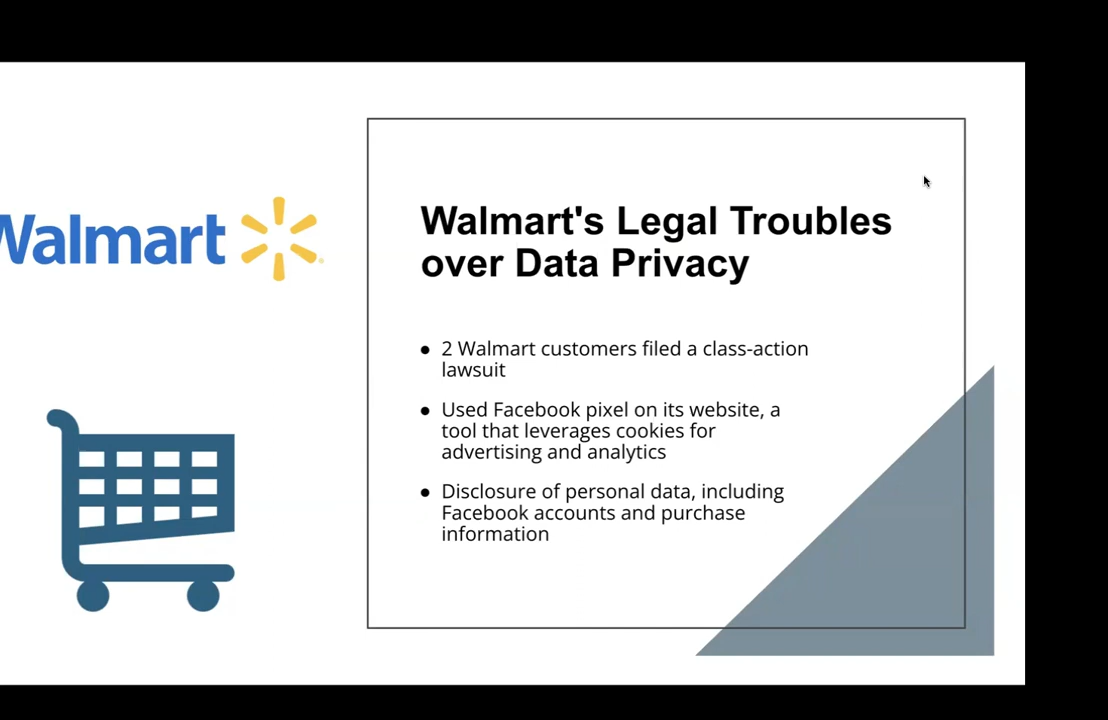 Walmart
Walmart's Legal Troubles
over Data Privacy
● 2 Walmart customers filed a class-action
lawsuit
● Used Facebook pixel on its website, a
tool that leverages cookies for
advertising and analytics
● Disclosure of personal data, including
Facebook accounts and purchase
information